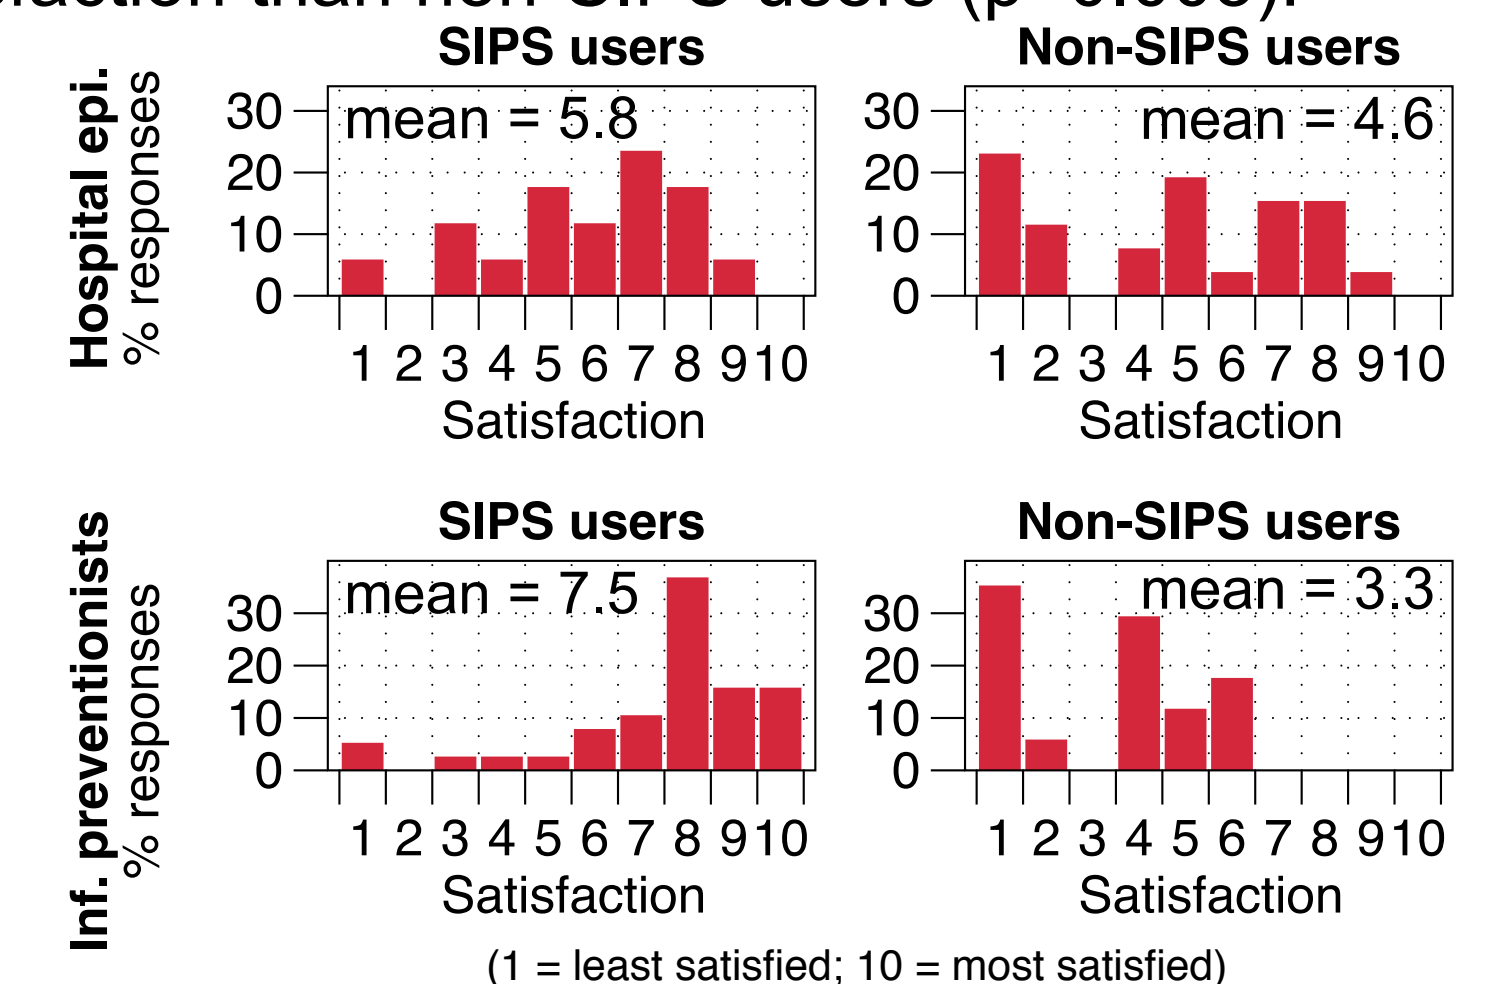 than non-SIPS users
SIPS users Non-SIPS users
Hospital epi.
% responses
30 mean = 5.8 30 mean = 4.6
20 20
10 10
0 0
1 2 3 4 5 6 7 8 9 10 1 2 3 4 5 6 7 8 9 10
Satisfaction Satisfaction
SIPS users Non-SIPS users
Inf. preventionists
% responses
mean = 7.5 mean = 3.3
30 30
20 20
10 10
0 0
1 2 3 4 5 6 7 8 9 10 1 2 3 4 5 6 7 8 9 10
Satisfaction Satisfaction
(1 = least satisfied; 10 = most satisfied)